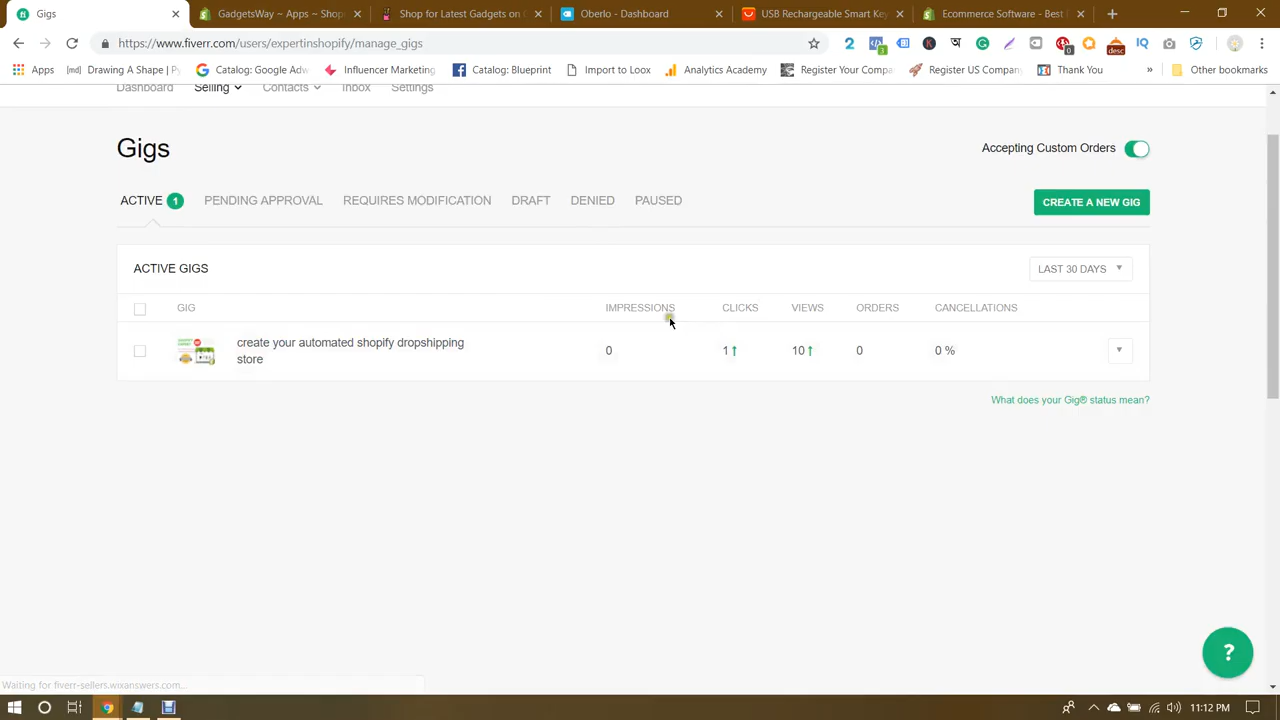 Gigs
GadgetsWay ~ Apps ~ Shop
Shop for Latest Gadgets on
Oberlo - Dashboard
USB Rechargeable Smart Key
Ecommerce Software - Best
https://www.fiverr.com/users/expertinshopify/manage_gigs
Apps
Drawing A Shape | P
Catalog: Google Adw
Influencer Marketing
Catalog: Blueprint
Import to Loox
Analytics Academy
Register Your Compa
Register US Company
Thank You
»
Other bookmarks
Dashboard
Selling
Contacts
Inbox
Settings
Gigs
Accepting Custom Orders
ACTIVE 1
PENDING APPROVAL
REQUIRES MODIFICATION
DRAFT
DENIED
PAUSED
CREATE A NEW GIG
ACTIVE GIGS
LAST 30 DAYS
GIG
IMPRESSIONS
CLICKS
VIEWS
ORDERS
CANCELLATIONS
create your automated shopify dropshipping
store
0
1
10
0
0 %
What does your Gig® status mean?
?
Waiting for fiverr-sellers.wixanswers.com...
11:12 PM